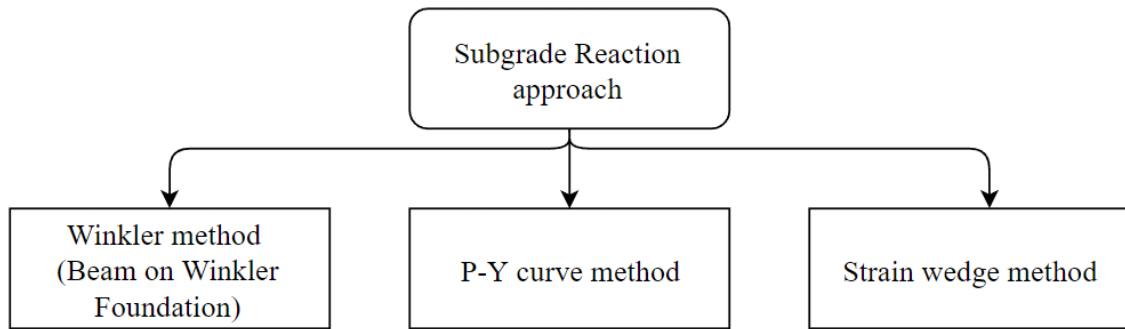 Subgrade Reaction
approach
Winkler method
(Beam on Winkler
Foundation)
P-Y curve method
Strain wedge method